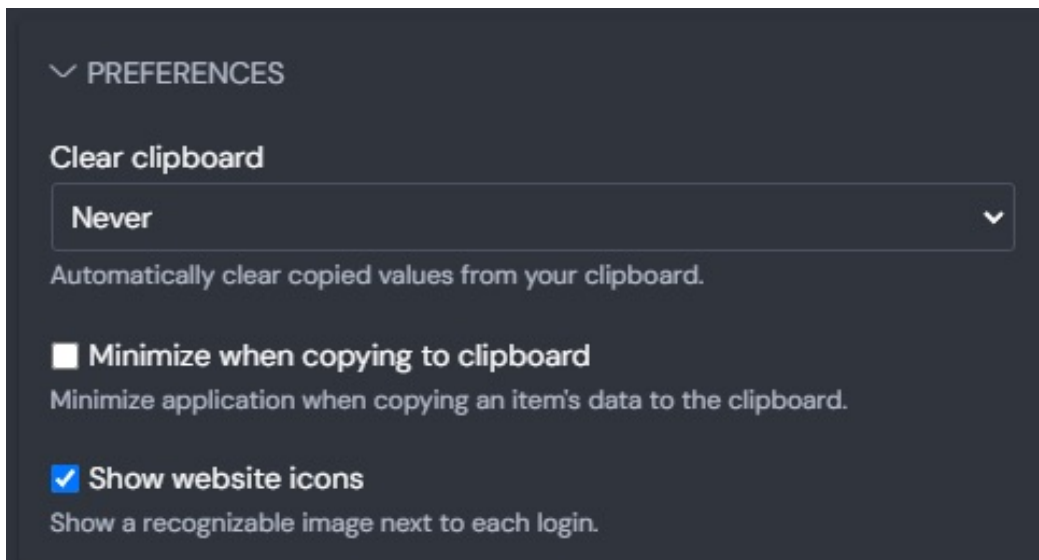 PREFERENCES
Clear clipboard
Never
Automatically clear copied values from your clipboard.
Minimize when copying to clipboard
Minimize application when copying an item's data to the clipboard.
Show website icons
Show a recognizable image next to each login.